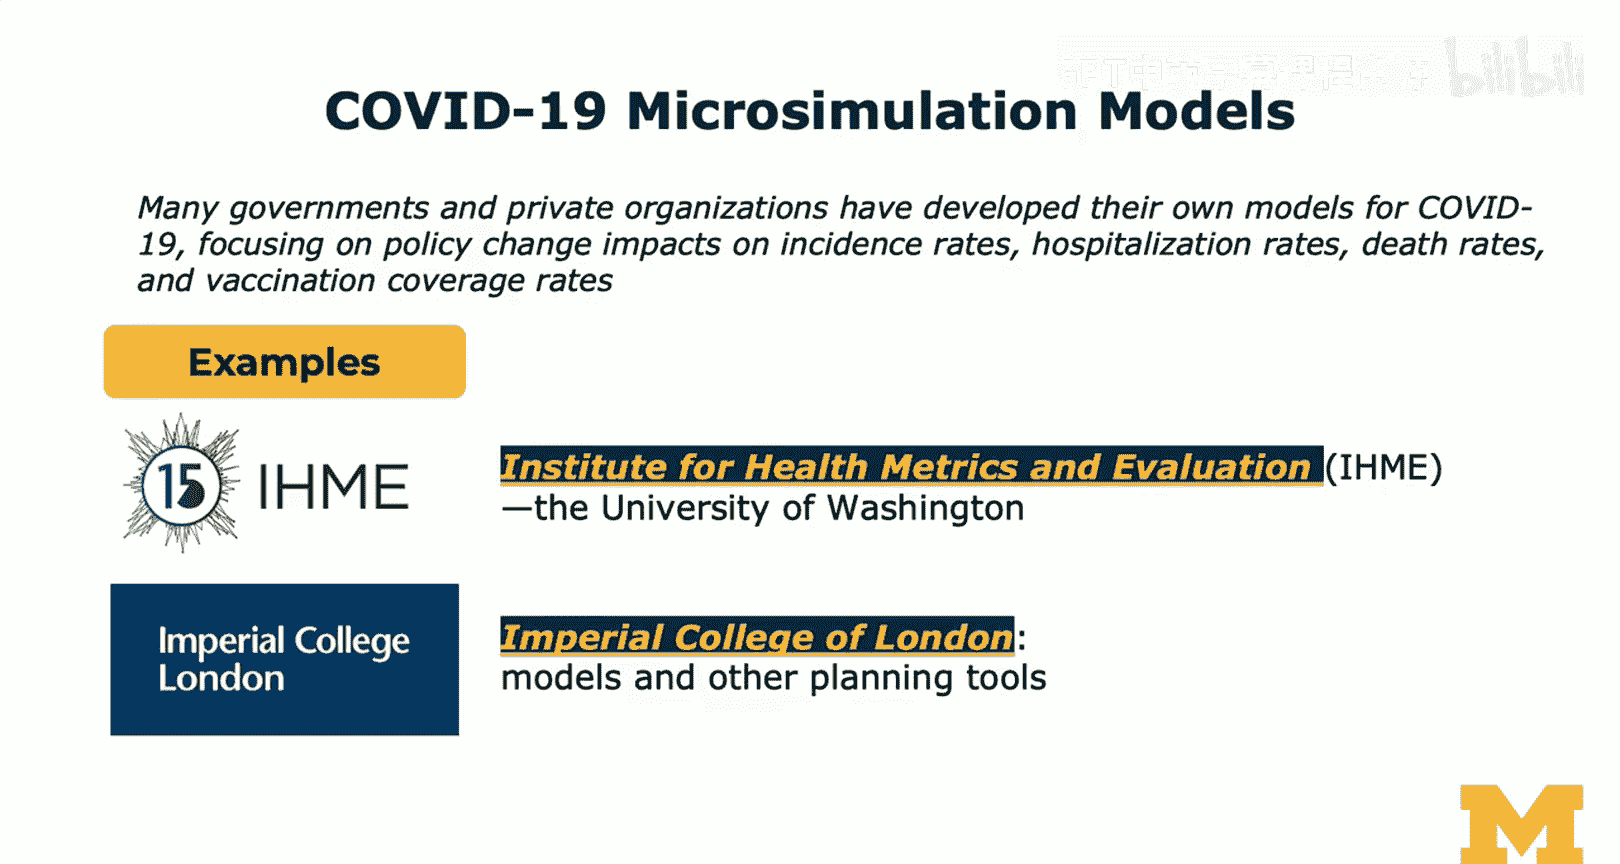 bilibili
COVID-19 Microsimulation Models
Many governments and private organizations have developed their own models for COVID-
19, focusing on policy change impacts on incidence rates, hospitalization rates, death rates,
and vaccination coverage rates
Examples
15 IHME
Institute for Health Metrics and Evaluation (IHME)
—the University of Washington
Imperial College
London
Imperial College of London:
models and other planning tools
M